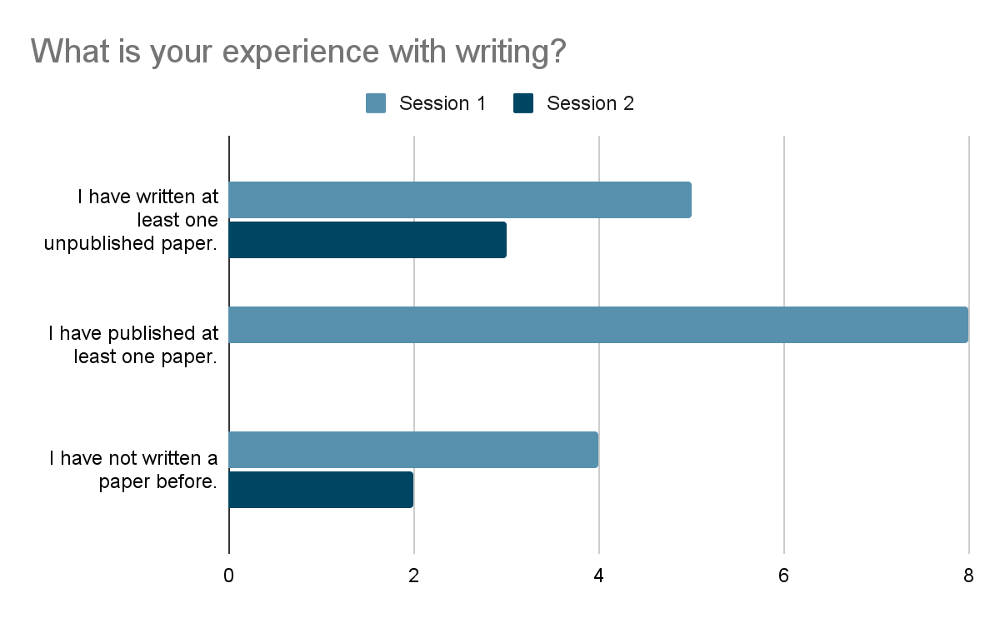 What is your experience with writing?
Session 1
Session 2
I have written at
least one
unpublished paper.
I have published at
least one paper.
I have not written a
paper before.
0 2 4 6 8